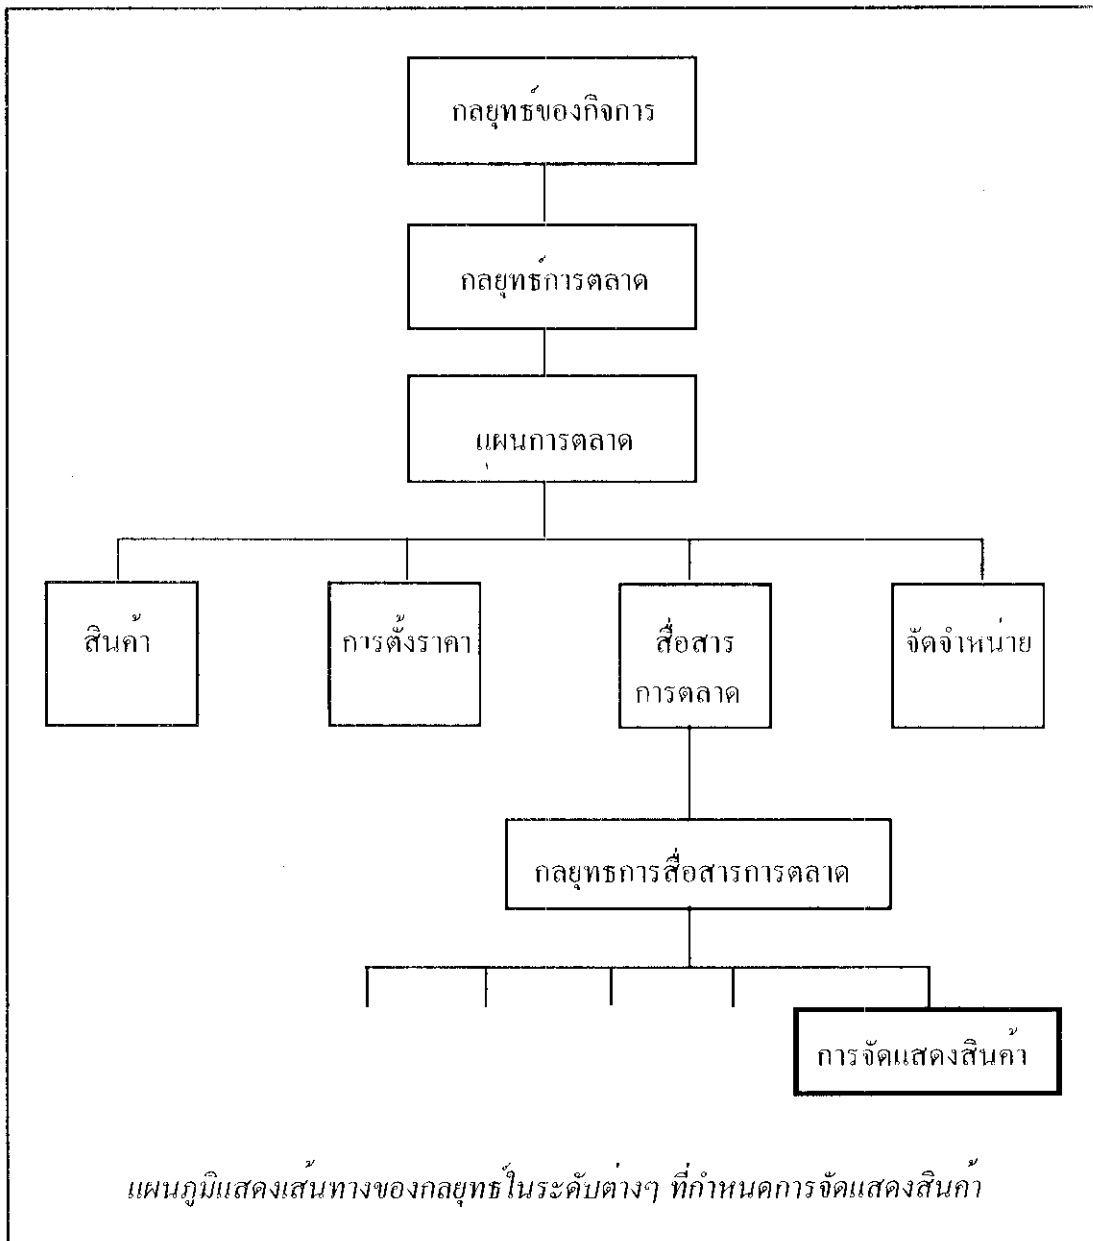 กลยุทธ์ของกิจการ
กลยุทธ์การตลาด
แผนการตลาด
สินค้า
การตั้งราคา
สื่อสาร
การตลาด
จัดจำหน่าย
กลยุทธการสื่อสารการตลาด
การจัดแสดงสินค้า
แผนภูมิแสดงเส้นทางของกลยุทธ์ในระดับต่างๆ ที่กำหนดการจัดแสดงสินค้า